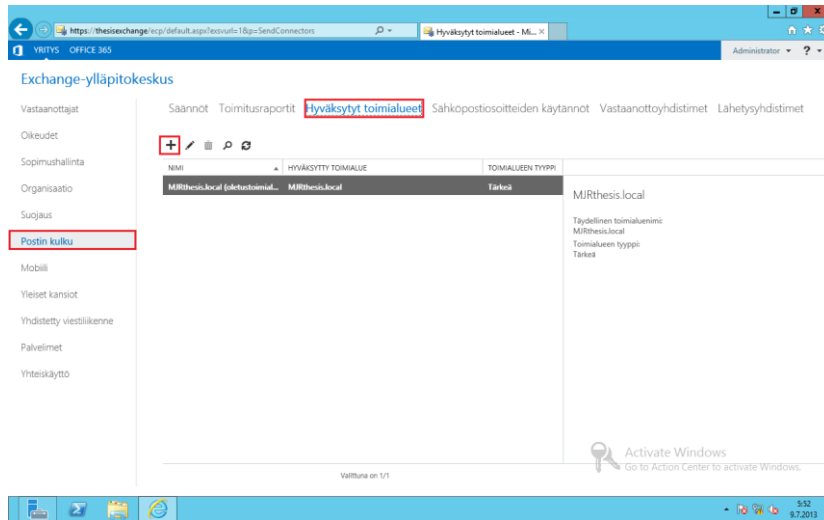 https://thesisexchange/ecp/default.aspx?exsvurl=1&p=SendConnectors
Hyväksytyt toimialueet - Mi...
YRITYS OFFICE 365
Administrator ?
Exchange-ylläpitokeskus
Vastaanottajat
Oikeudet
Sopimushallinta
Organisaatio
Suojaus
Postin kulku
Mobiili
Yleiset kansiot
Yhdistetty viestiliikenne
Palvelimet
Yhteiskäyttö
Säännöt Toimitusraportit Hyväksytyt toimialueet Sähköpostiosoitteiden käytännöt Vastaanottoyhdistimet Lähetysyhdistimet
NIMI HYVÄKSYTTY TOIMIALUE TOIMIALUEEN TYYPPI
MJRthesis.local (oletustoimial... MJRthesis.local Tärkeä
MJRthesis.local
Täydellinen toimialuenimi:
MJRthesis.local
Toimialueen tyyppi:
Tärkeä
Valittuna on 1/1
Activate Windows
Go to Action Center to activate Windows.
5:52
9.7.2013